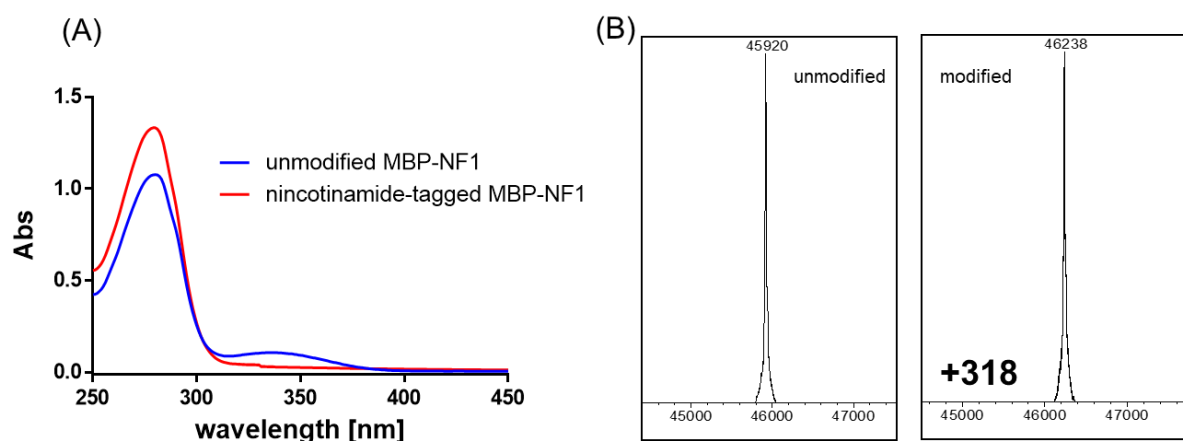 (A)
1.5
1.0
0.5
0.0
Abs
250 300 350 400 450
wavelength [nm]
unmodified MBP-NF1
nincotinamide-tagged MBP-NF1
(B)
45920
unmodified
45000 46000 47000
46238
modified
+318
45000 46000 47000